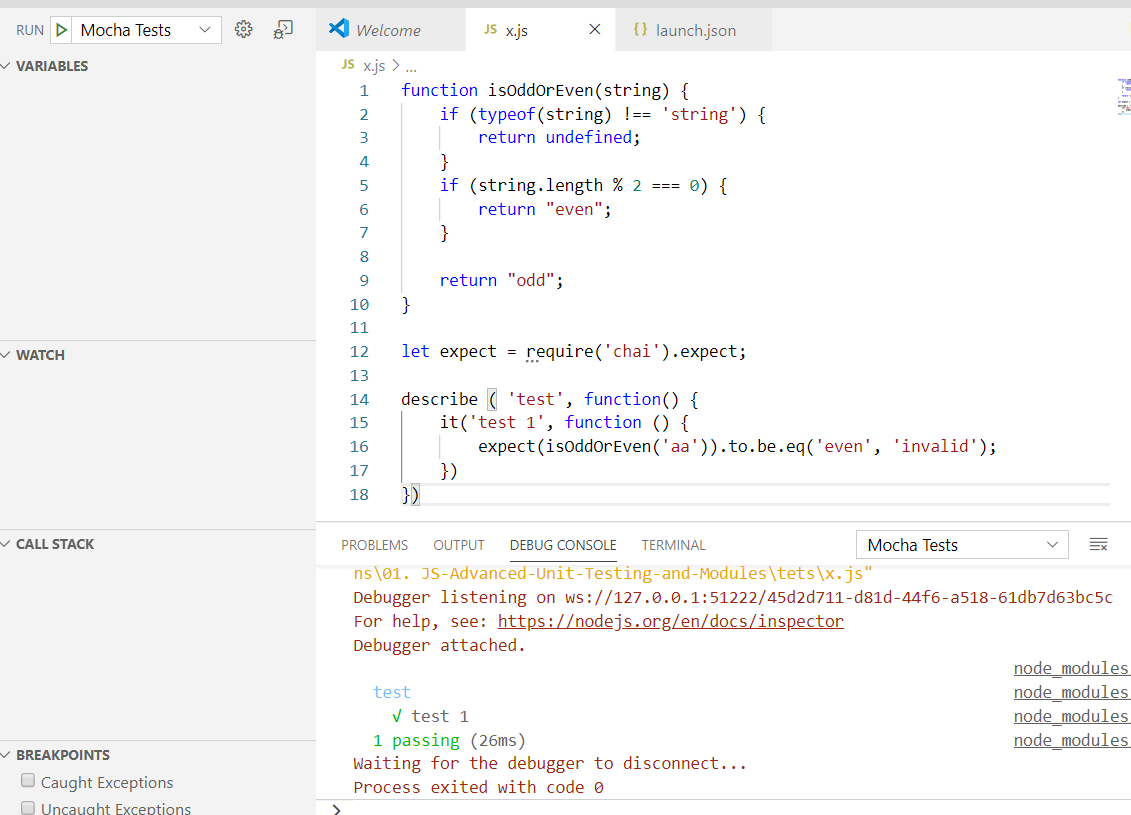 RUN Mocha Tests
VARIABLES
WATCH
CALL STACK
BREAKPOINTS
Caught Exceptions
Uncaught Exceptions
Welcome
JS x.js
{} launch.json
JS x.js > ...
1 function isOddOrEven(string) {
2 if (typeof(string) !== 'string') {
3 return undefined;
4 }
5 if (string.length % 2 === 0) {
6 return "even";
7 }
8
9 return "odd";
10 }
11
12 let expect = require('chai').expect;
13
14 describe ( 'test', function() {
15 it('test 1', function () {
16 expect(isOddOrEven('aa')).to.be.eq('even', 'invalid');
17 })
18 })
PROBLEMS OUTPUT DEBUG CONSOLE TERMINAL Mocha Tests
ns\01. JS-Advanced-Unit-Testing-and-Modules\tets\x.js"
Debugger listening on ws://127.0.0.1:51222/45d2d711-d81d-44f6-a518-61db7d63bc5c
For help, see: https://nodejs.org/en/docs/inspector
Debugger attached.
node_modules
test node_modules
√ test 1 node_modules
1 passing (26ms) node_modules
Waiting for the debugger to disconnect...
Process exited with code 0
>